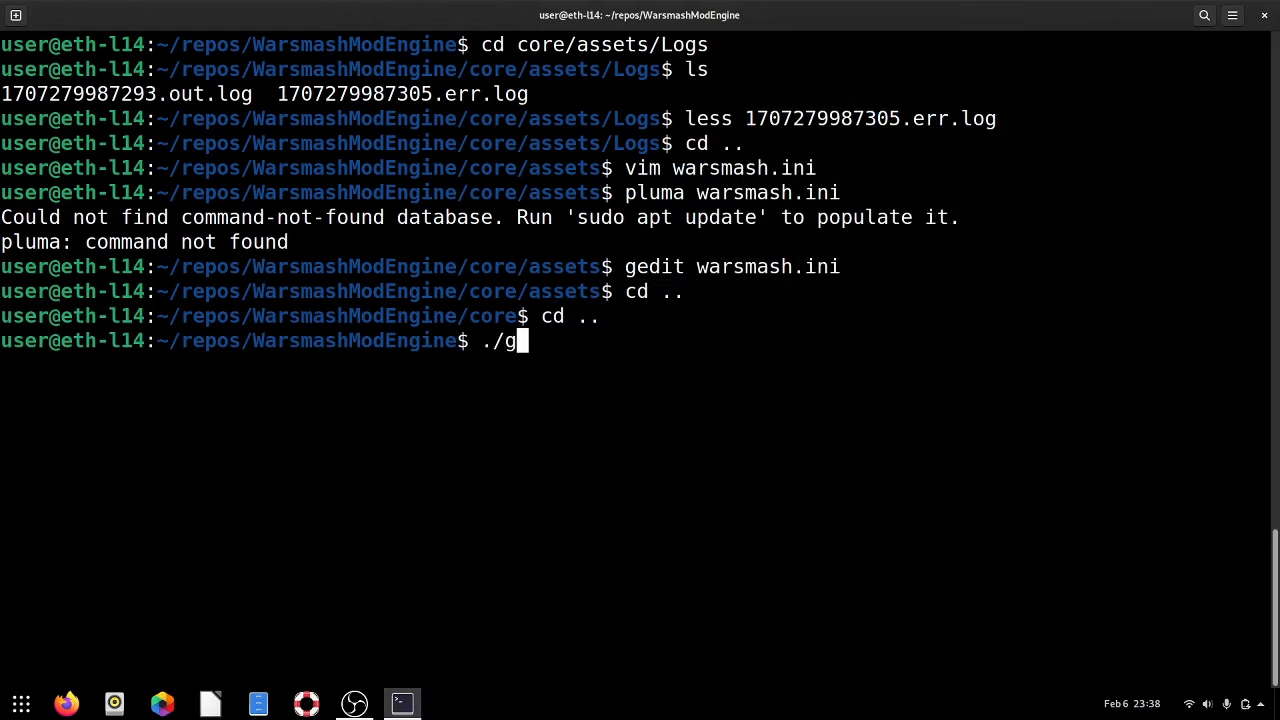 user@eth-l14: ~/repos/WarsmashModEngine
user@eth-l14:~/repos/WarsmashModEngine$ cd core/assets/Logs
user@eth-l14:~/repos/WarsmashModEngine/core/assets/Logs$ ls
1707279987293.out.log  1707279987305.err.log
user@eth-l14:~/repos/WarsmashModEngine/core/assets/Logs$ less 1707279987305.err.log
user@eth-l14:~/repos/WarsmashModEngine/core/assets/Logs$ cd ..
user@eth-l14:~/repos/WarsmashModEngine/core/assets$ vim warsmash.ini
user@eth-l14:~/repos/WarsmashModEngine/core/assets$ pluma warsmash.ini
Could not find command-not-found database. Run 'sudo apt update' to populate it.
pluma: command not found
user@eth-l14:~/repos/WarsmashModEngine/core/assets$ gedit warsmash.ini
user@eth-l14:~/repos/WarsmashModEngine/core/assets$ cd ..
user@eth-l14:~/repos/WarsmashModEngine/core$ cd ..
user@eth-l14:~/repos/WarsmashModEngine$ ./g
Feb 6 23:38